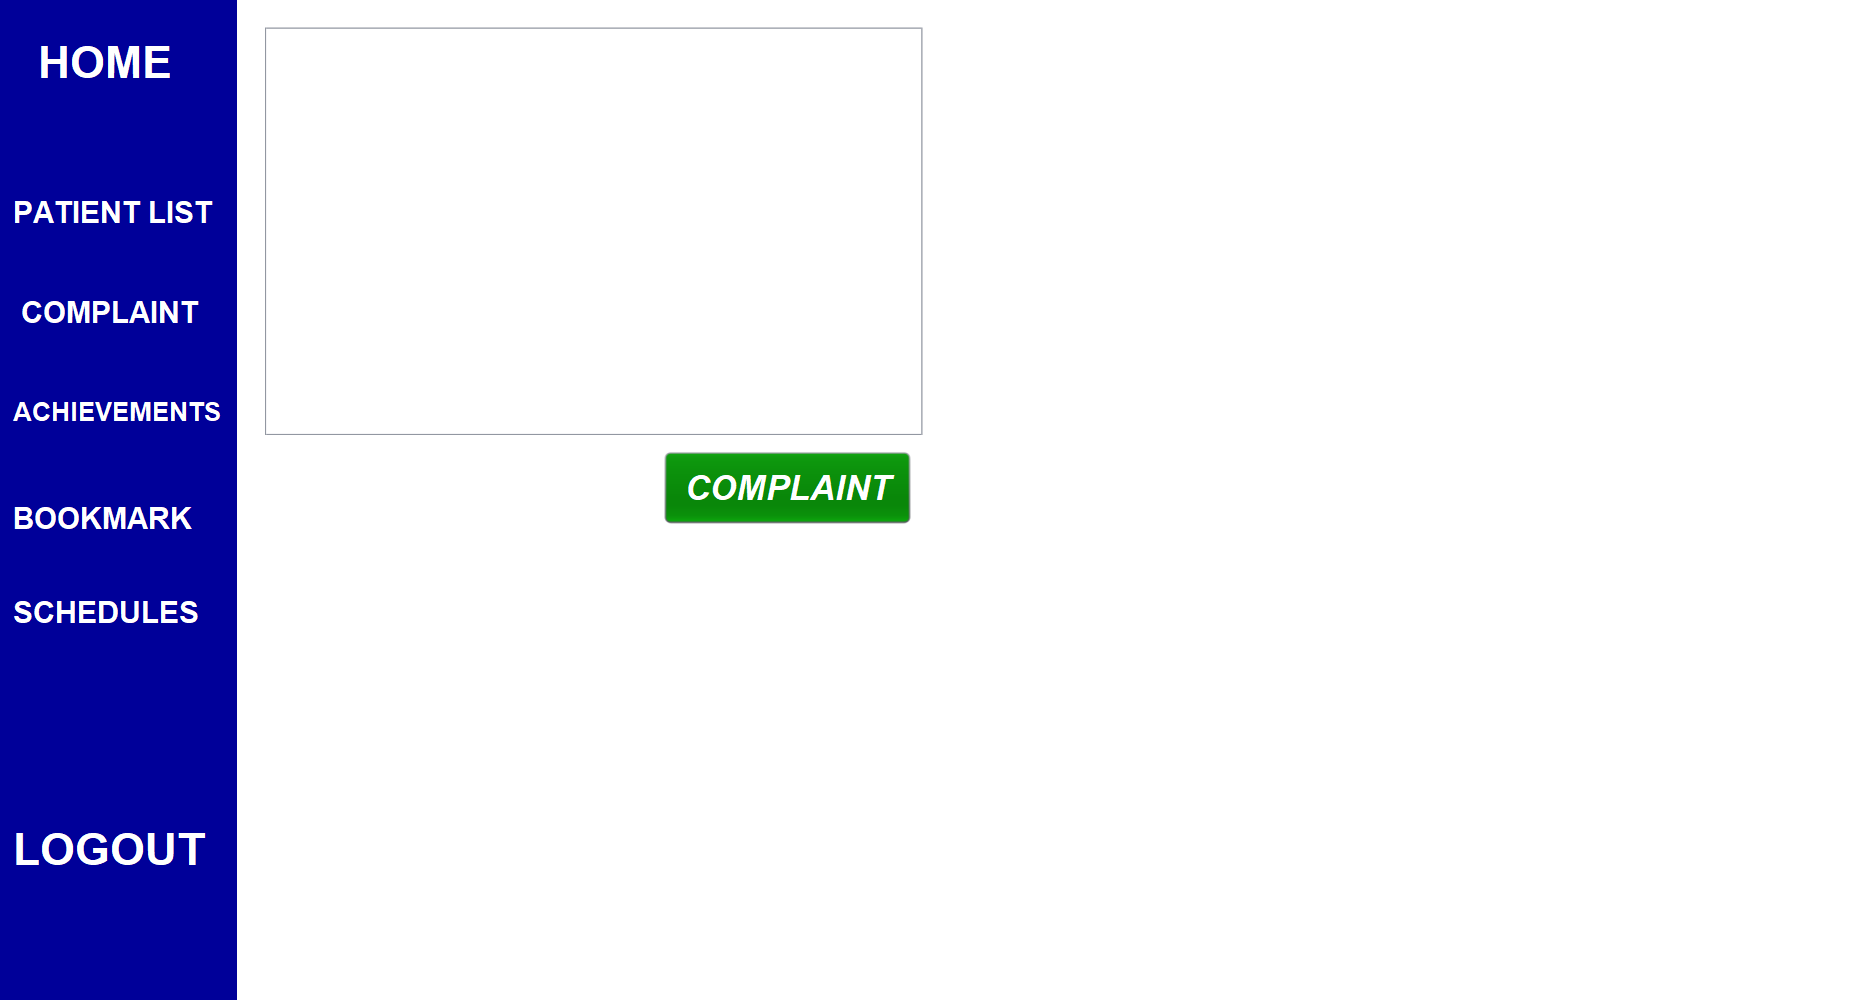 HOME
PATIENT LIST
COMPLAINT
ACHIEVEMENTS
BOOKMARK
SCHEDULES
LOGOUT
COMPLAINT